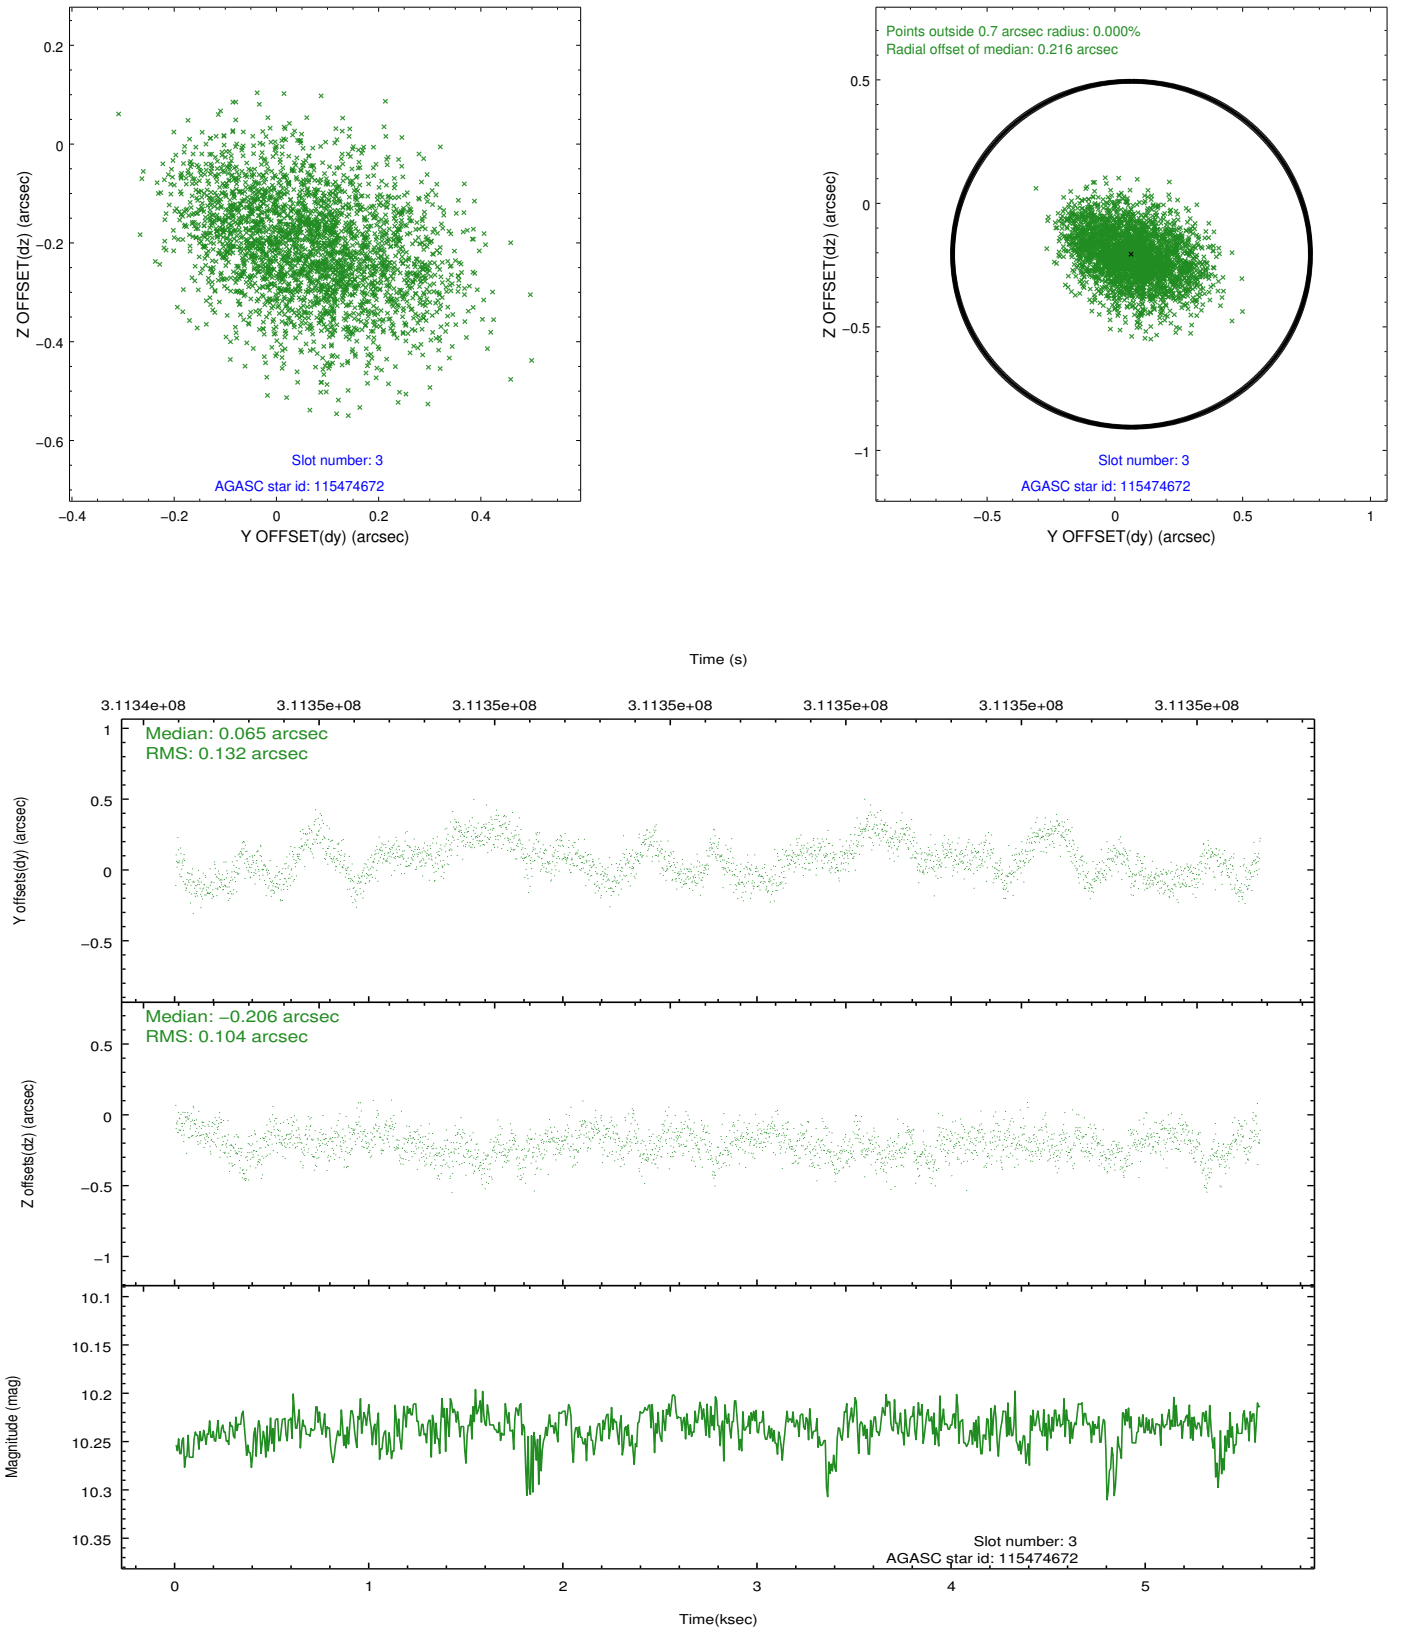 0.2
0
−0.2
−0.4
−0.6
Z OFFSET(dz) (arcsec)
Slot number: 3
AGASC star id: 115474672
−0.4 −0.2 0 0.2 0.4
Y OFFSET(dy) (arcsec)
Points outside 0.7 arcsec radius: 0.000%
Radial offset of median: 0.216 arcsec
0.5
0
−0.5
−1
Z OFFSET(dz) (arcsec)
Slot number: 3
AGASC star id: 115474672
−0.5 0 0.5 1
Y OFFSET(dy) (arcsec)
Time (s)
3.1134e+08 3.1135e+08 3.1135e+08 3.1135e+08 3.1135e+08 3.1135e+08 3.1135e+08
Median: 0.065 arcsec
RMS: 0.132 arcsec
1
0.5
0
−0.5
Y offsets(dy) (arcsec)
Median: −0.206 arcsec
RMS: 0.104 arcsec
0.5
0
−0.5
−1
Z offsets(dz) (arcsec)
10.1
10.15
10.2
10.25
10.3
10.35
Magnitude (mag)
Slot number: 3
AGASC star id: 115474672
0 1 2 3 4 5
Time(ksec)